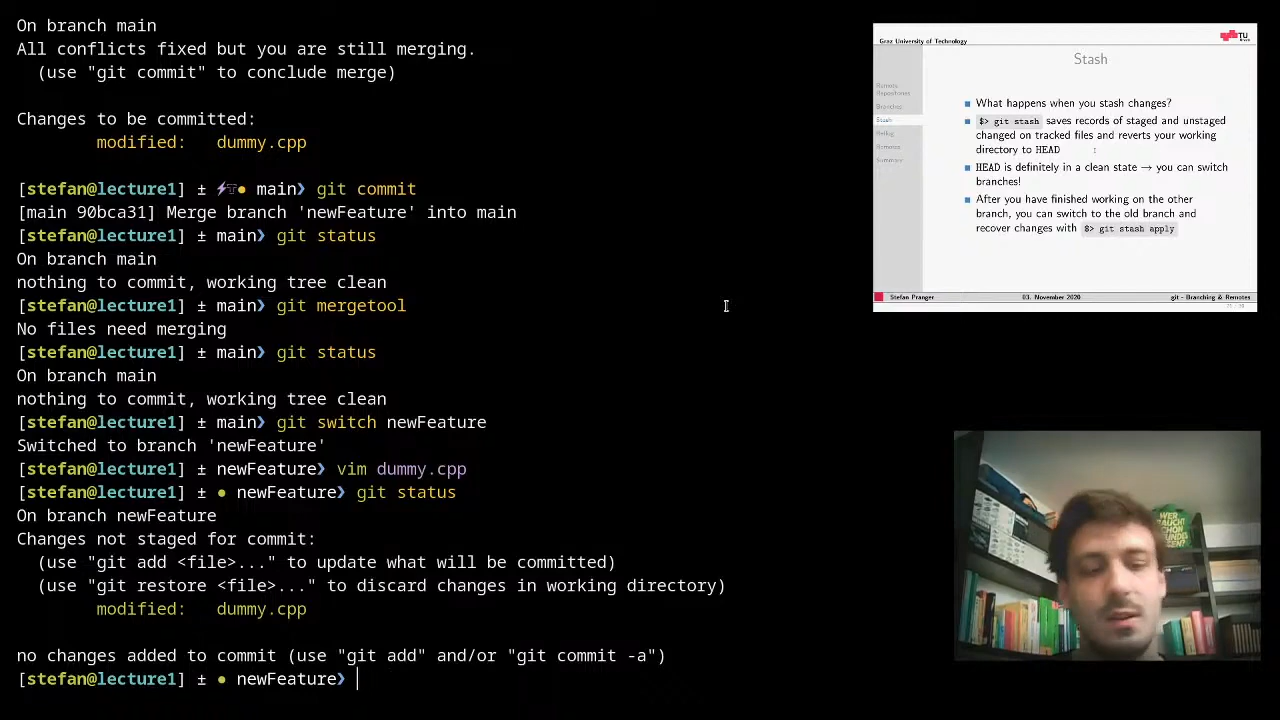 On branch main
All conflicts fixed but you are still merging.
  (use "git commit" to conclude merge)
Changes to be committed:
        modified:   dummy.cpp
[stefan@lecture1] ± main❯ git commit
[main 90bca31] Merge branch 'newFeature' into main
[stefan@lecture1] ± main❯ git status
On branch main
nothing to commit, working tree clean
[stefan@lecture1] ± main❯ git mergetool
No files need merging
[stefan@lecture1] ± main❯ git status
On branch main
nothing to commit, working tree clean
[stefan@lecture1] ± main❯ git switch newFeature
Switched to branch 'newFeature'
[stefan@lecture1] ± newFeature❯ vim dummy.cpp
[stefan@lecture1] ± ● newFeature❯ git status
On branch newFeature
Changes not staged for commit:
  (use "git add <file>..." to update what will be committed)
  (use "git restore <file>..." to discard changes in working directory)
        modified:   dummy.cpp
no changes added to commit (use "git add" and/or "git commit -a")
[stefan@lecture1] ± ● newFeature❯
Graz University of Technology
TU
Stash
Remote
Repositories
Branches
Stash
Remotes
Summary
What happens when you stash changes?
$> git stash saves records of staged and unstaged
changed on tracked files and reverts your working
directory to HEAD
HEAD is definitely in a clean state → you can switch
branches!
After you have finished working on the other
branch, you can switch to the old branch and
recover changes with $> git stash apply
Stefan Pranger
03. November 2020
git - Branching & Remotes
WER
BRAUCHT
SCHON